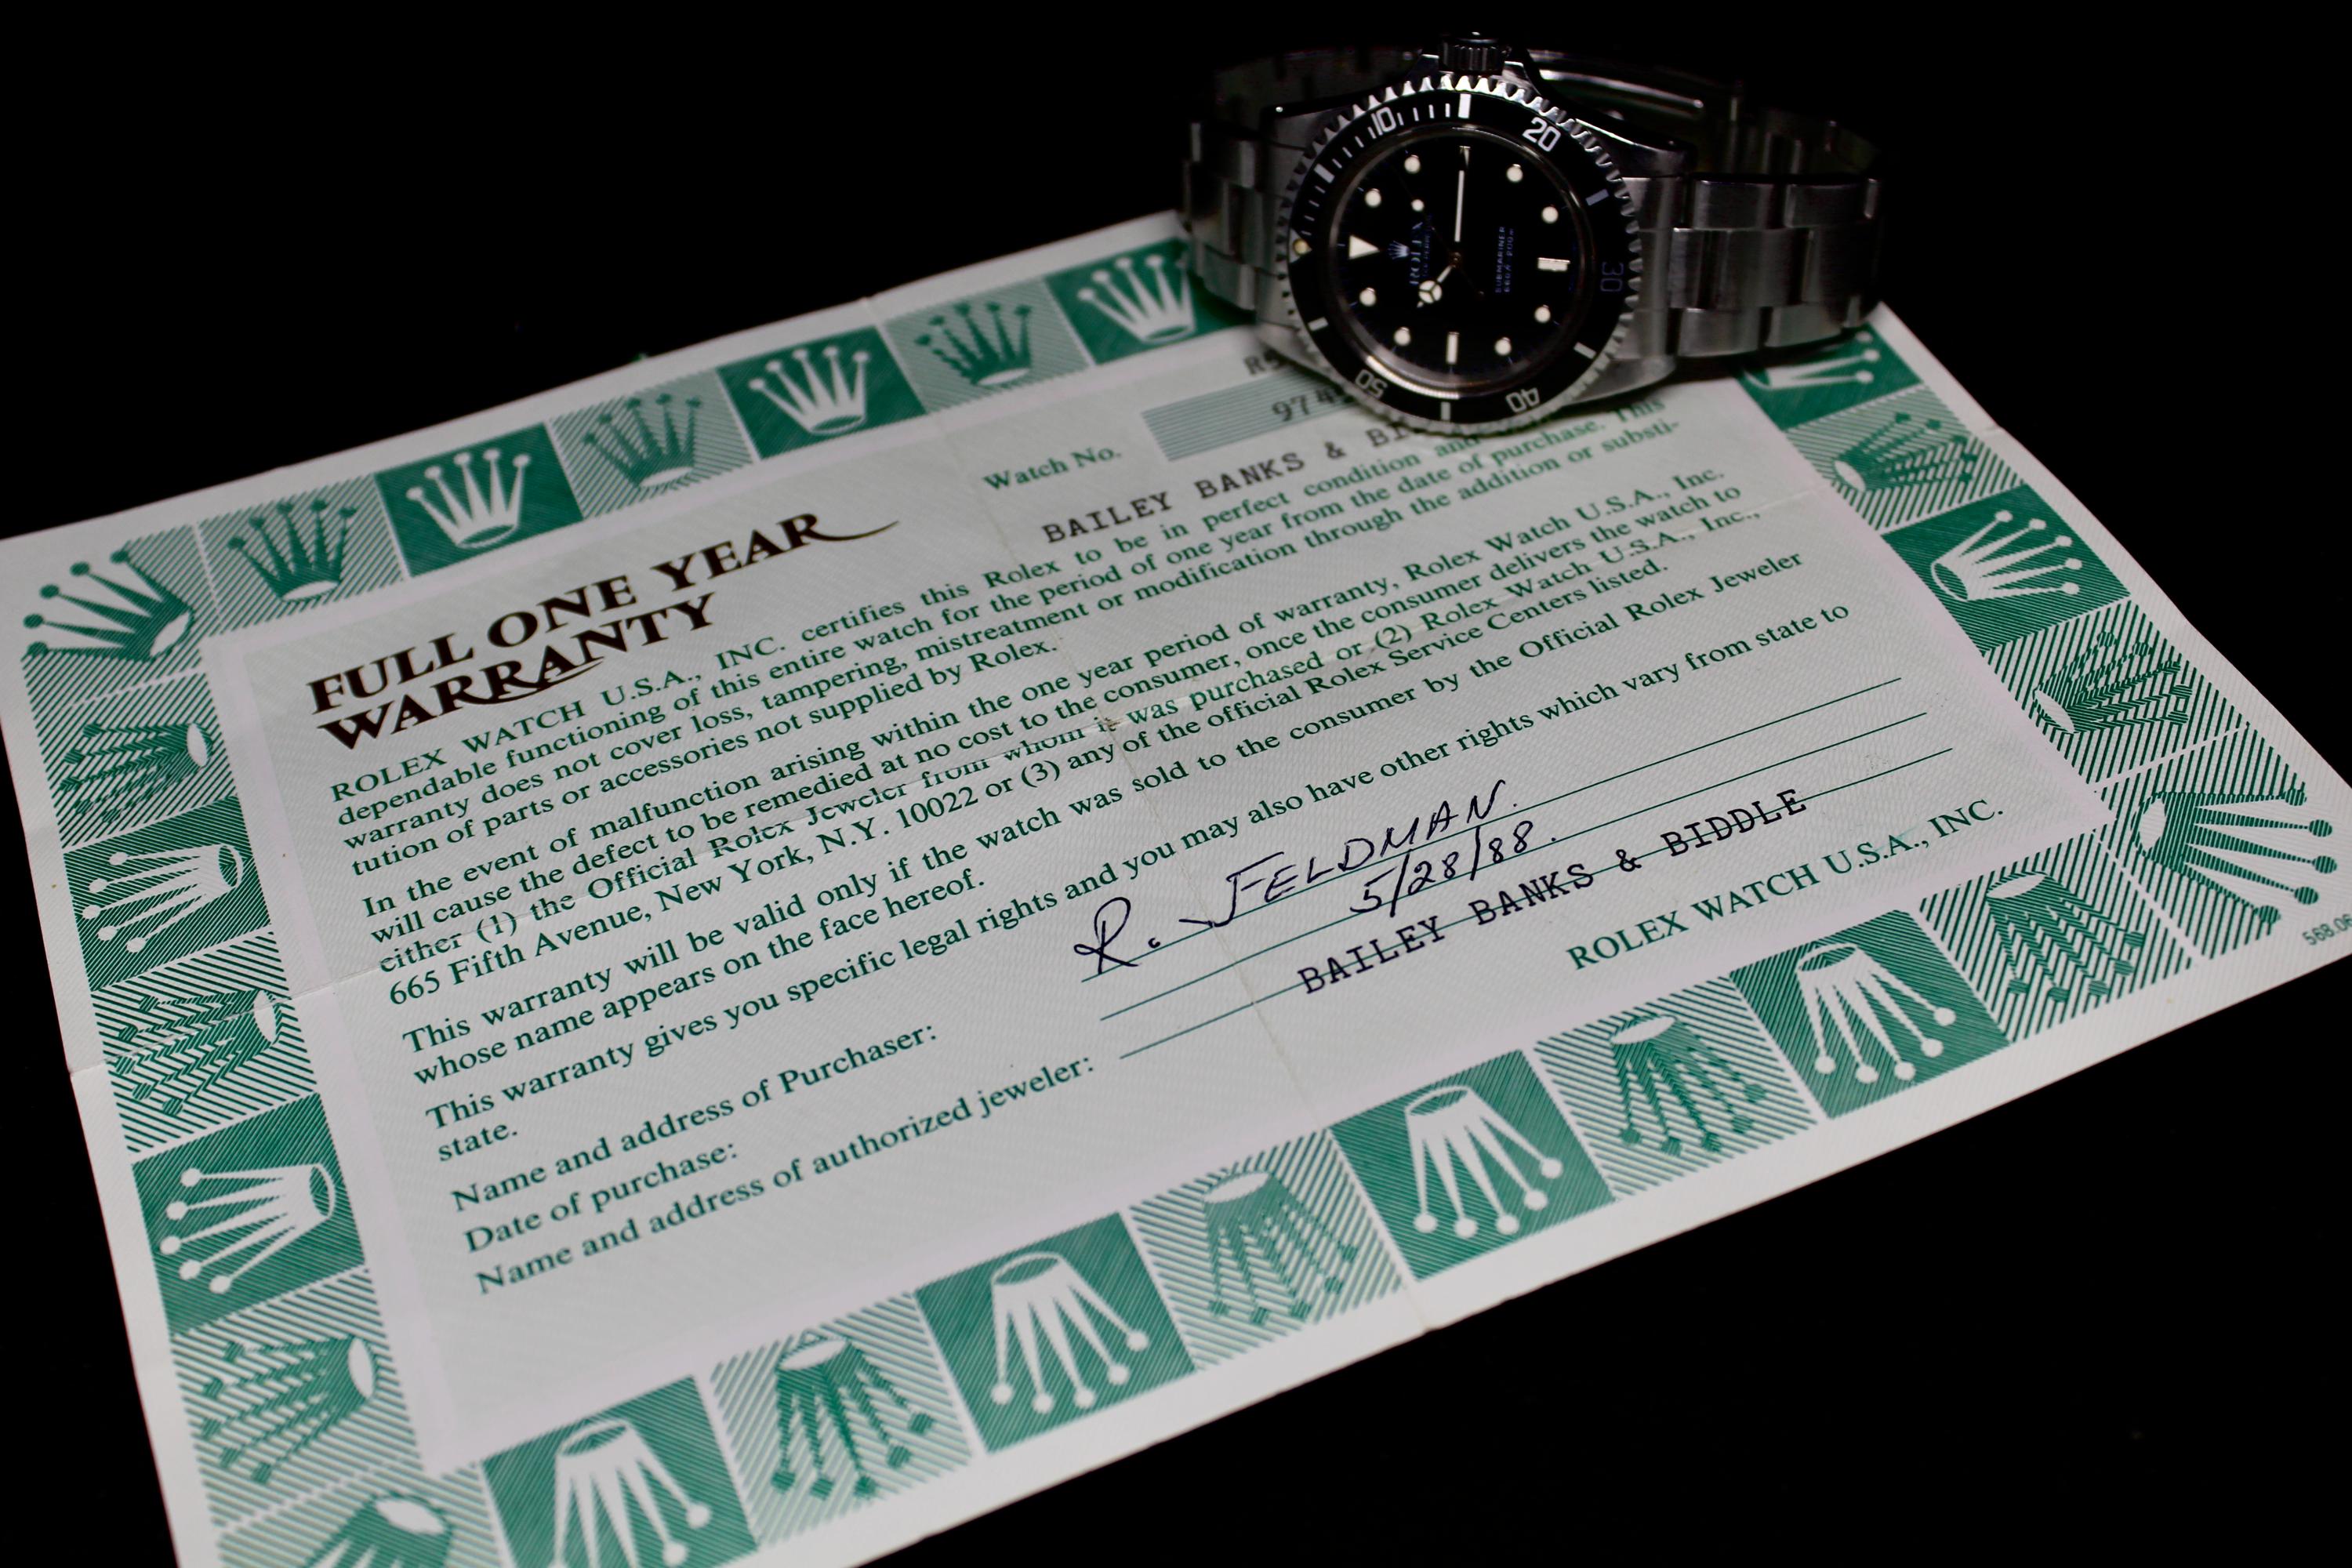 10
20
30
40
50
ROLEX
SUBMARINER
660ft=200m
Watch No.
BAILEY BANKS &
FULL ONE YEAR
WARRANTY
ROLEX WATCH U.S.A., INC. certifies this Rolex to be in perfect condition and
dependable functioning of this entire watch for the period of one year from the date of purchase. This
warranty does not cover loss, tampering, mistreatment or modification through the addition or substi-
tution of parts or accessories not supplied by Rolex.
In the event of malfunction arising within the one year period of warranty, Rolex Watch U.S.A., Inc.
will cause the defect to be remedied at no cost to the consumer, once the consumer delivers the watch to
either (1) the Official Rolex Jeweler from whom it was purchased or (2) Rolex Watch U.S.A., Inc.,
665 Fifth Avenue, New York, N.Y. 10022 or (3) any of the official Rolex Service Centers listed.
This warranty will be valid only if the watch was sold to the consumer by the Official Rolex Jeweler
whose name appears on the face hereof.
This warranty gives you specific legal rights and you may also have other rights which vary from state to
state.
Name and address of Purchaser: R. FELDMAN.
Date of purchase: 5/28/88.
Name and address of authorized jeweler: BAILEY BANKS & BIDDLE
ROLEX WATCH U.S.A., INC.